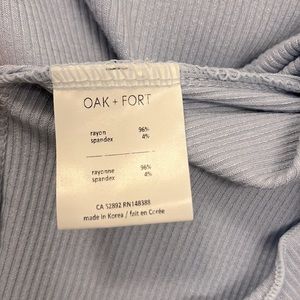 OAK + FORT
rayon 96%
spandex 4%
rayonne 96%
spandex 4%
CA 52892 RN148388
made in Korea / fait en Corée